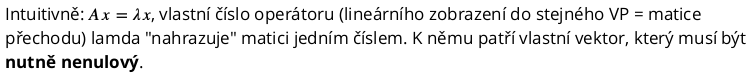 Intuitivně: Ax = λx, vlastní číslo operátoru (lineárního zobrazení do stejného VP = matice
přechodu) lamda "nahrazuje" matici jedním číslem. K němu patří vlastní vektor, který musí být
nutně nenulový.